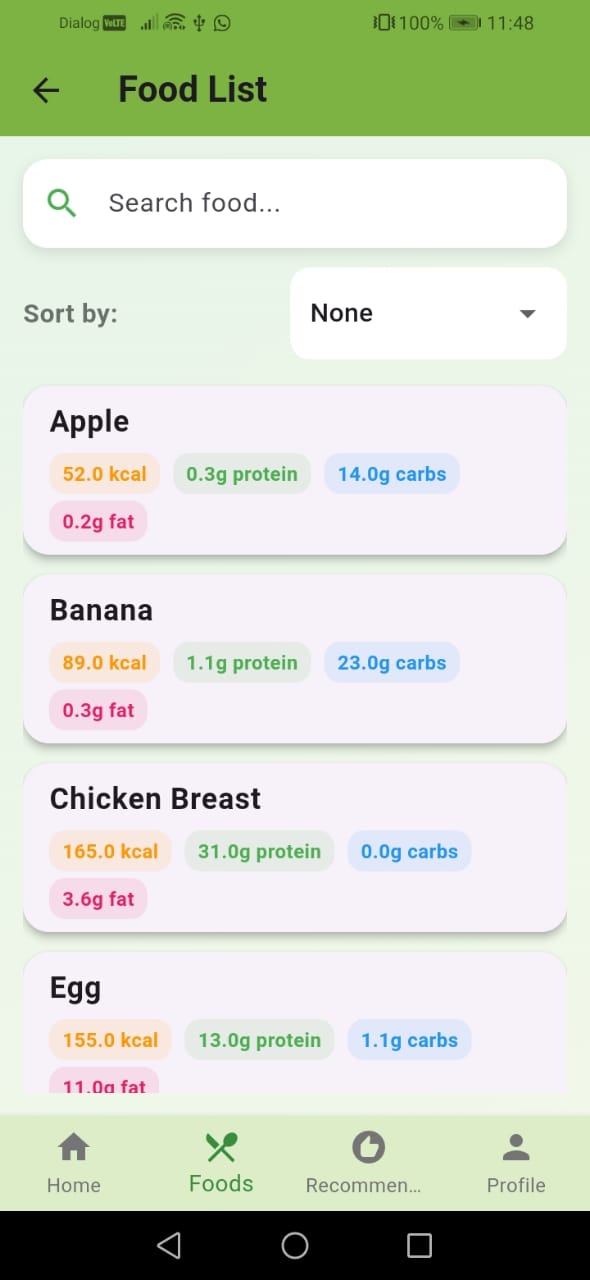 Dialog VoLTE 100% 11:48
Food List
Search food...
Sort by: None
Apple
52.0 kcal 0.3g protein 14.0g carbs
0.2g fat
Banana
89.0 kcal 1.1g protein 23.0g carbs
0.3g fat
Chicken Breast
165.0 kcal 31.0g protein 0.0g carbs
3.6g fat
Egg
155.0 kcal 13.0g protein 1.1g carbs
11.0g fat
Home Foods Recommen... Profile